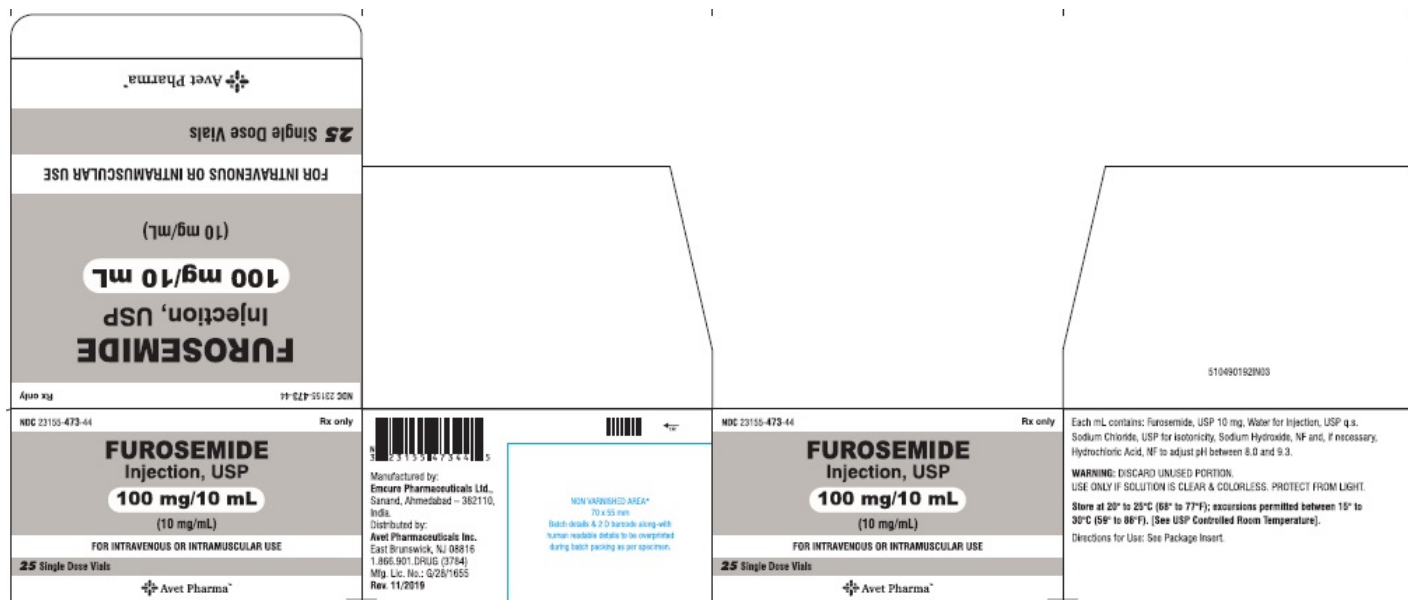 Avet Pharma™
25 Single Dose Vials
FOR INTRAVENOUS OR INTRAMUSCULAR USE
(10 mg/mL)
100 mg/10 mL
Injection, USP
FUROSEMIDE
NDC 23155-473-44 Rx only
NDC 23155-473-44 Rx only
FUROSEMIDE
Injection, USP
100 mg/10 mL
(10 mg/mL)
FOR INTRAVENOUS OR INTRAMUSCULAR USE
25 Single Dose Vials
Avet Pharma™
N
3 23155 47344 5
Manufactured by:
Emcure Pharmaceuticals Ltd.,
Sanand, Ahmedabad – 382110,
India.
Distributed by:
Avet Pharmaceuticals Inc.
East Brunswick, NJ 08816
1.866.901.DRUG (3784)
Mfg. Lic. No.: G/28/1655
Rev. 11/2019
NON VARNISHED AREA*
70 x 55 mm
Batch details & 2 D barcode along-with
human readable details to be overprinted
during batch packing as per specimen.
NDC 23155-473-44 Rx only
FUROSEMIDE
Injection, USP
100 mg/10 mL
(10 mg/mL)
FOR INTRAVENOUS OR INTRAMUSCULAR USE
25 Single Dose Vials
Avet Pharma™
510490192IN03
Each mL contains: Furosemide, USP 10 mg, Water for Injection, USP q.s.
Sodium Chloride, USP for isotonicity, Sodium Hydroxide, NF and, if necessary,
Hydrochloric Acid, NF to adjust pH between 8.0 and 9.3.
WARNING: DISCARD UNUSED PORTION.
USE ONLY IF SOLUTION IS CLEAR & COLORLESS. PROTECT FROM LIGHT.
Store at 20° to 25°C (68° to 77°F); excursions permitted between 15° to
30°C (59° to 86°F). [See USP Controlled Room Temperature].
Directions for Use: See Package Insert.